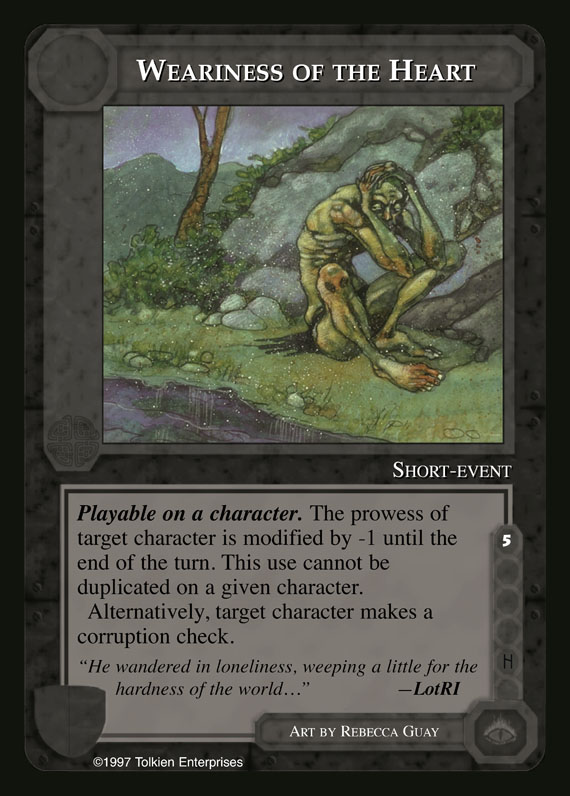 WEARINESS OF THE HEART
SHORT-EVENT
Playable on a character. The prowess of
target character is modified by -1 until the
end of the turn. This use cannot be
duplicated on a given character.
Alternatively, target character makes a
corruption check.
5
H
“He wandered in loneliness, weeping a little for the
hardness of the world…” —LotRI
ART BY REBECCA GUAY
©1997 Tolkien Enterprises